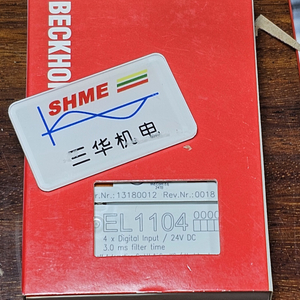 BECKHO
SHME
三华机电
r.Nr.: 13180012 Rev.Nr.: 0018
EL1104
4 x Digital Input / 24V DC
3.0 ms filter time